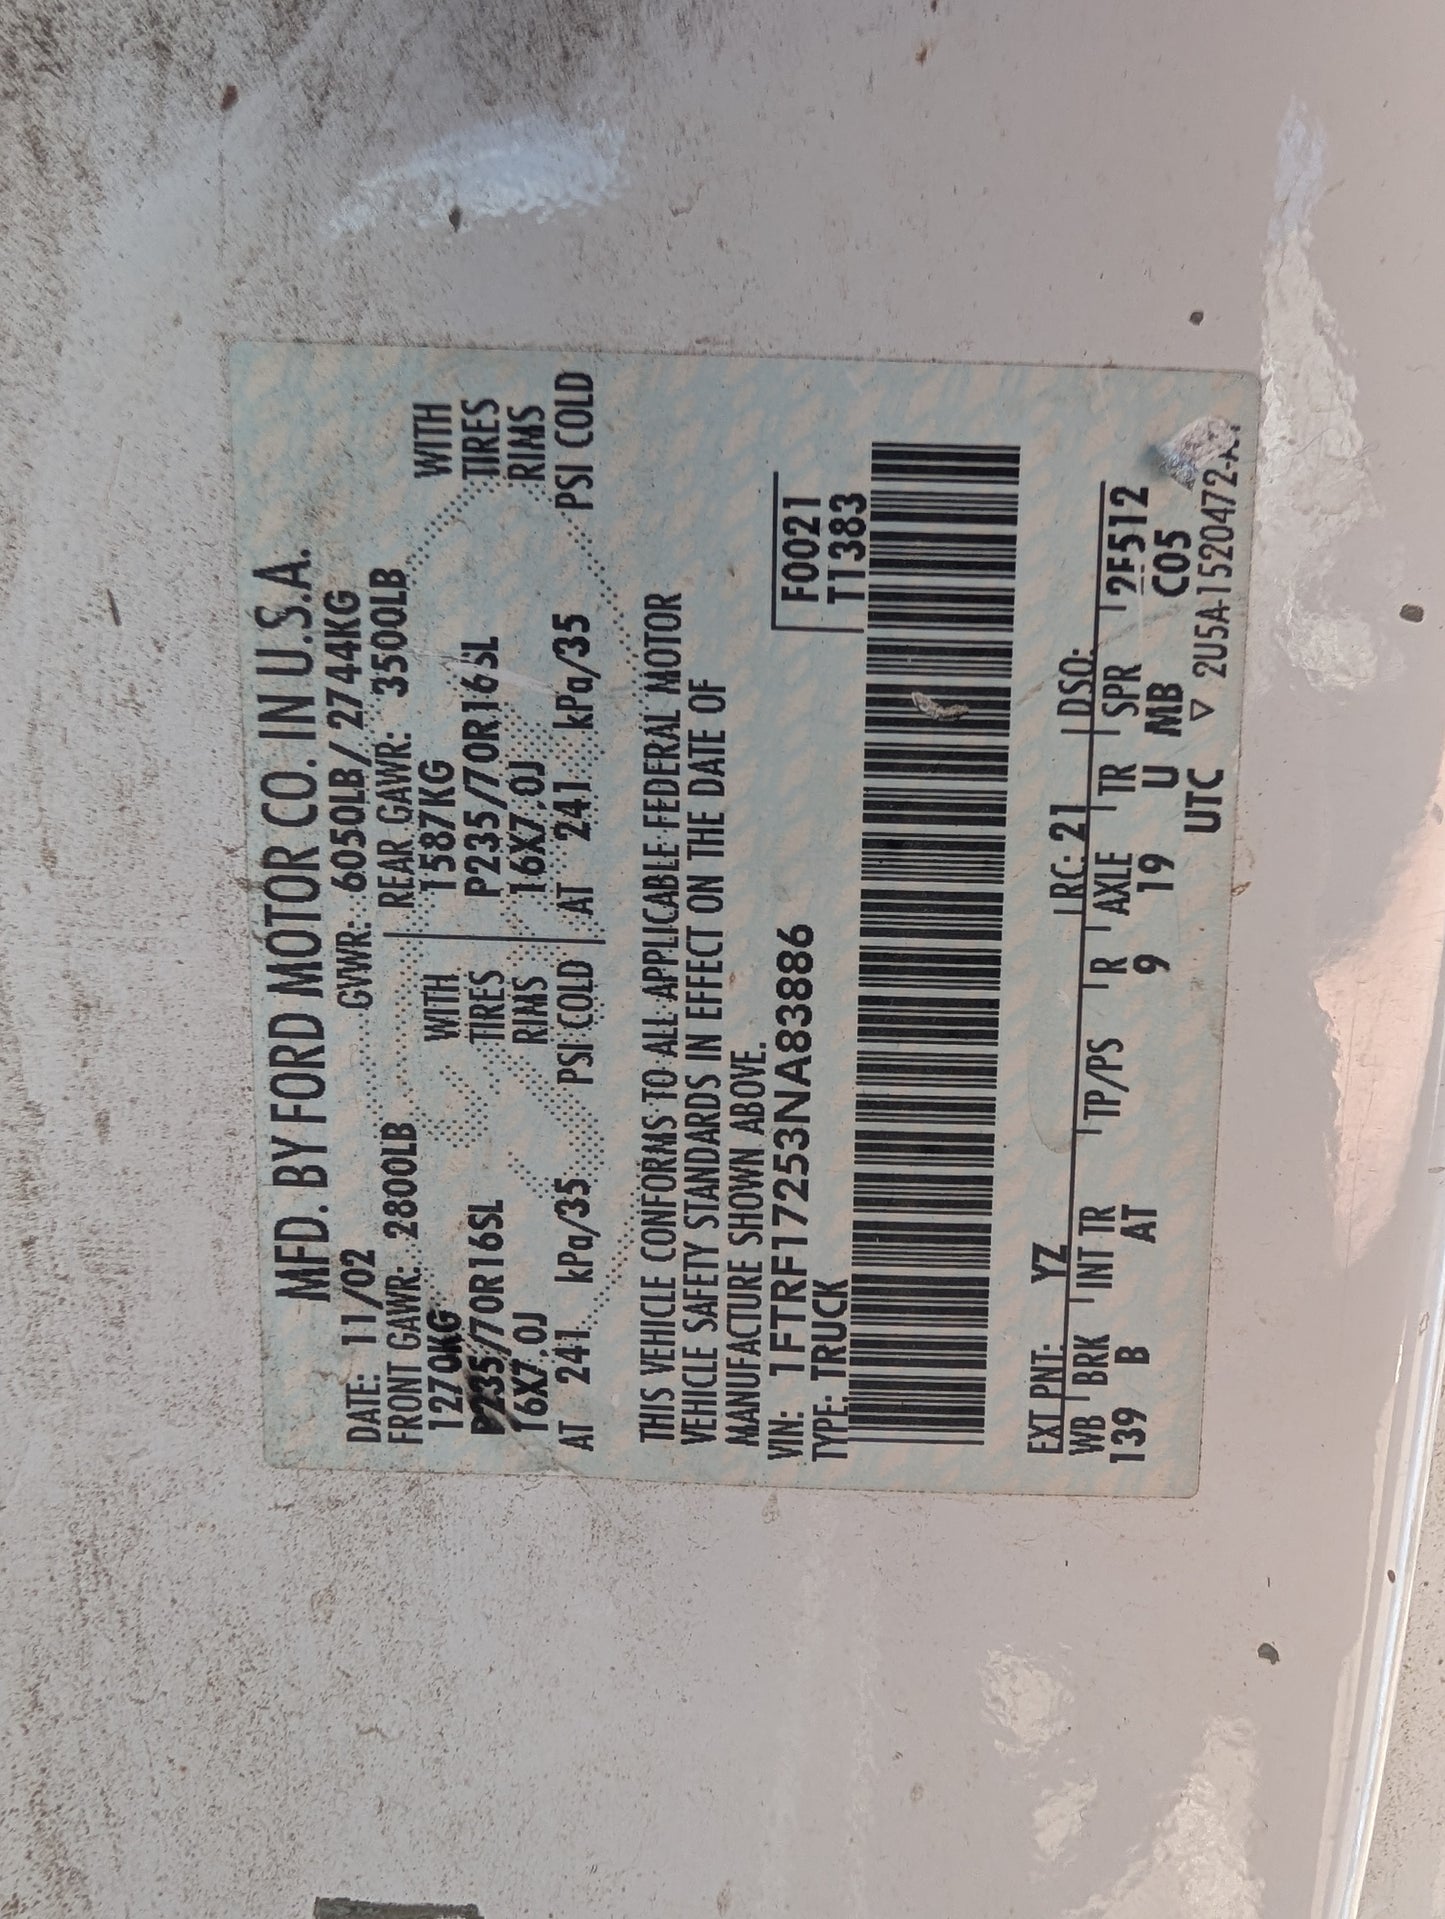 MFD. BY FORD MOTOR CO. IN U.S.A.
DATE: 11/02 GVWR: 6050LB/ 2744KG
FRONT GAWR: 2800LB REAR GAWR: 3500LB
1270KG WITH 1587KG WITH
P235/70R16SL TIRES P235/70R16SL TIRES
16X7.0J RIMS 16X7.0J RIMS
AT 241 kPa/35 PSI COLD AT 241 kPa/35 PSI COLD
THIS VEHICLE CONFORMS TO ALL APPLICABLE FEDERAL MOTOR
VEHICLE SAFETY STANDARDS IN EFFECT ON THE DATE OF
MANUFACTURE SHOWN ABOVE.
VIN: 1FTRF17253NA83886 F0021
TYPE: TRUCK T1383
EXT PNT: YZ RC: 21 DSO:
WB BRK INT TR TP/PS R AXLE TR SPR 2F512
139 B AT 9 19 U MB C05
UTC ▽ 2U5A-1520472-